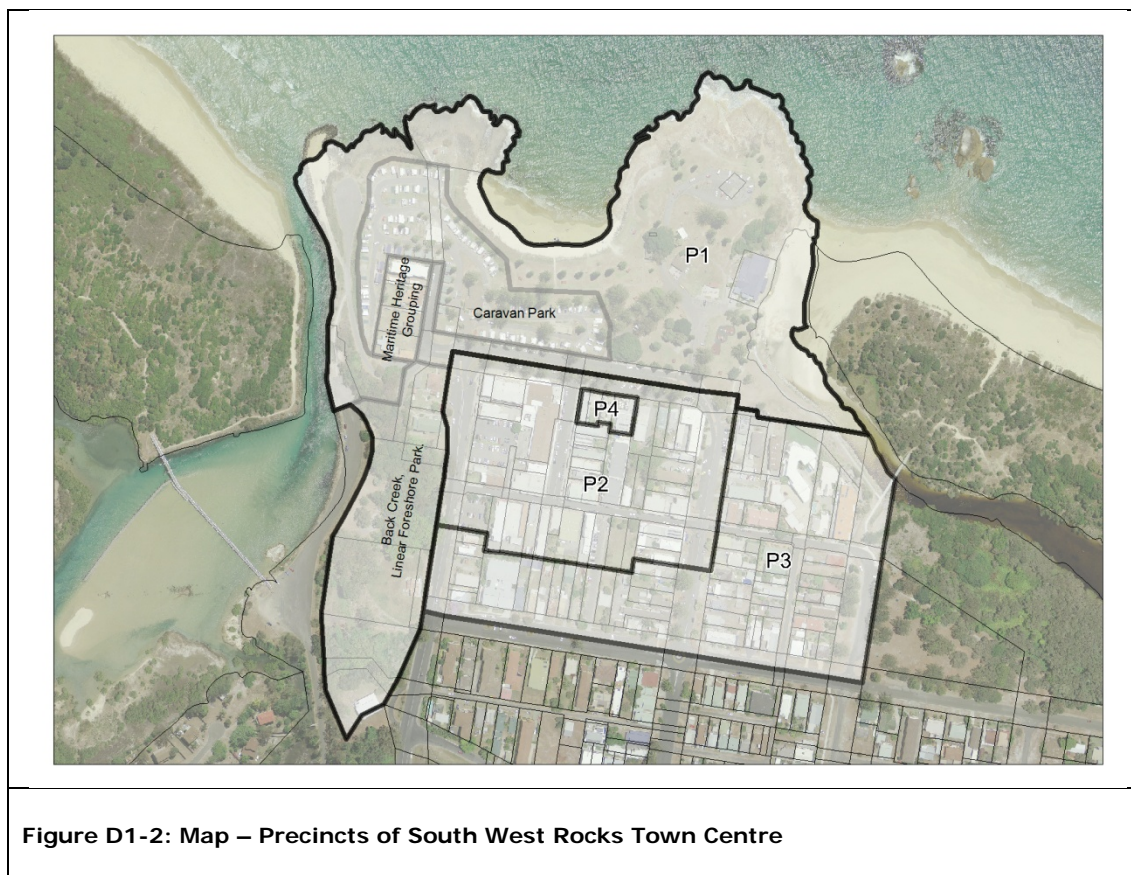 P1
Maritime Heritage
Grouping
Caravan Park
P4
P2
Back Creek,
Linear Foreshore Park.
P3
Figure D1-2: Map – Precincts of South West Rocks Town Centre